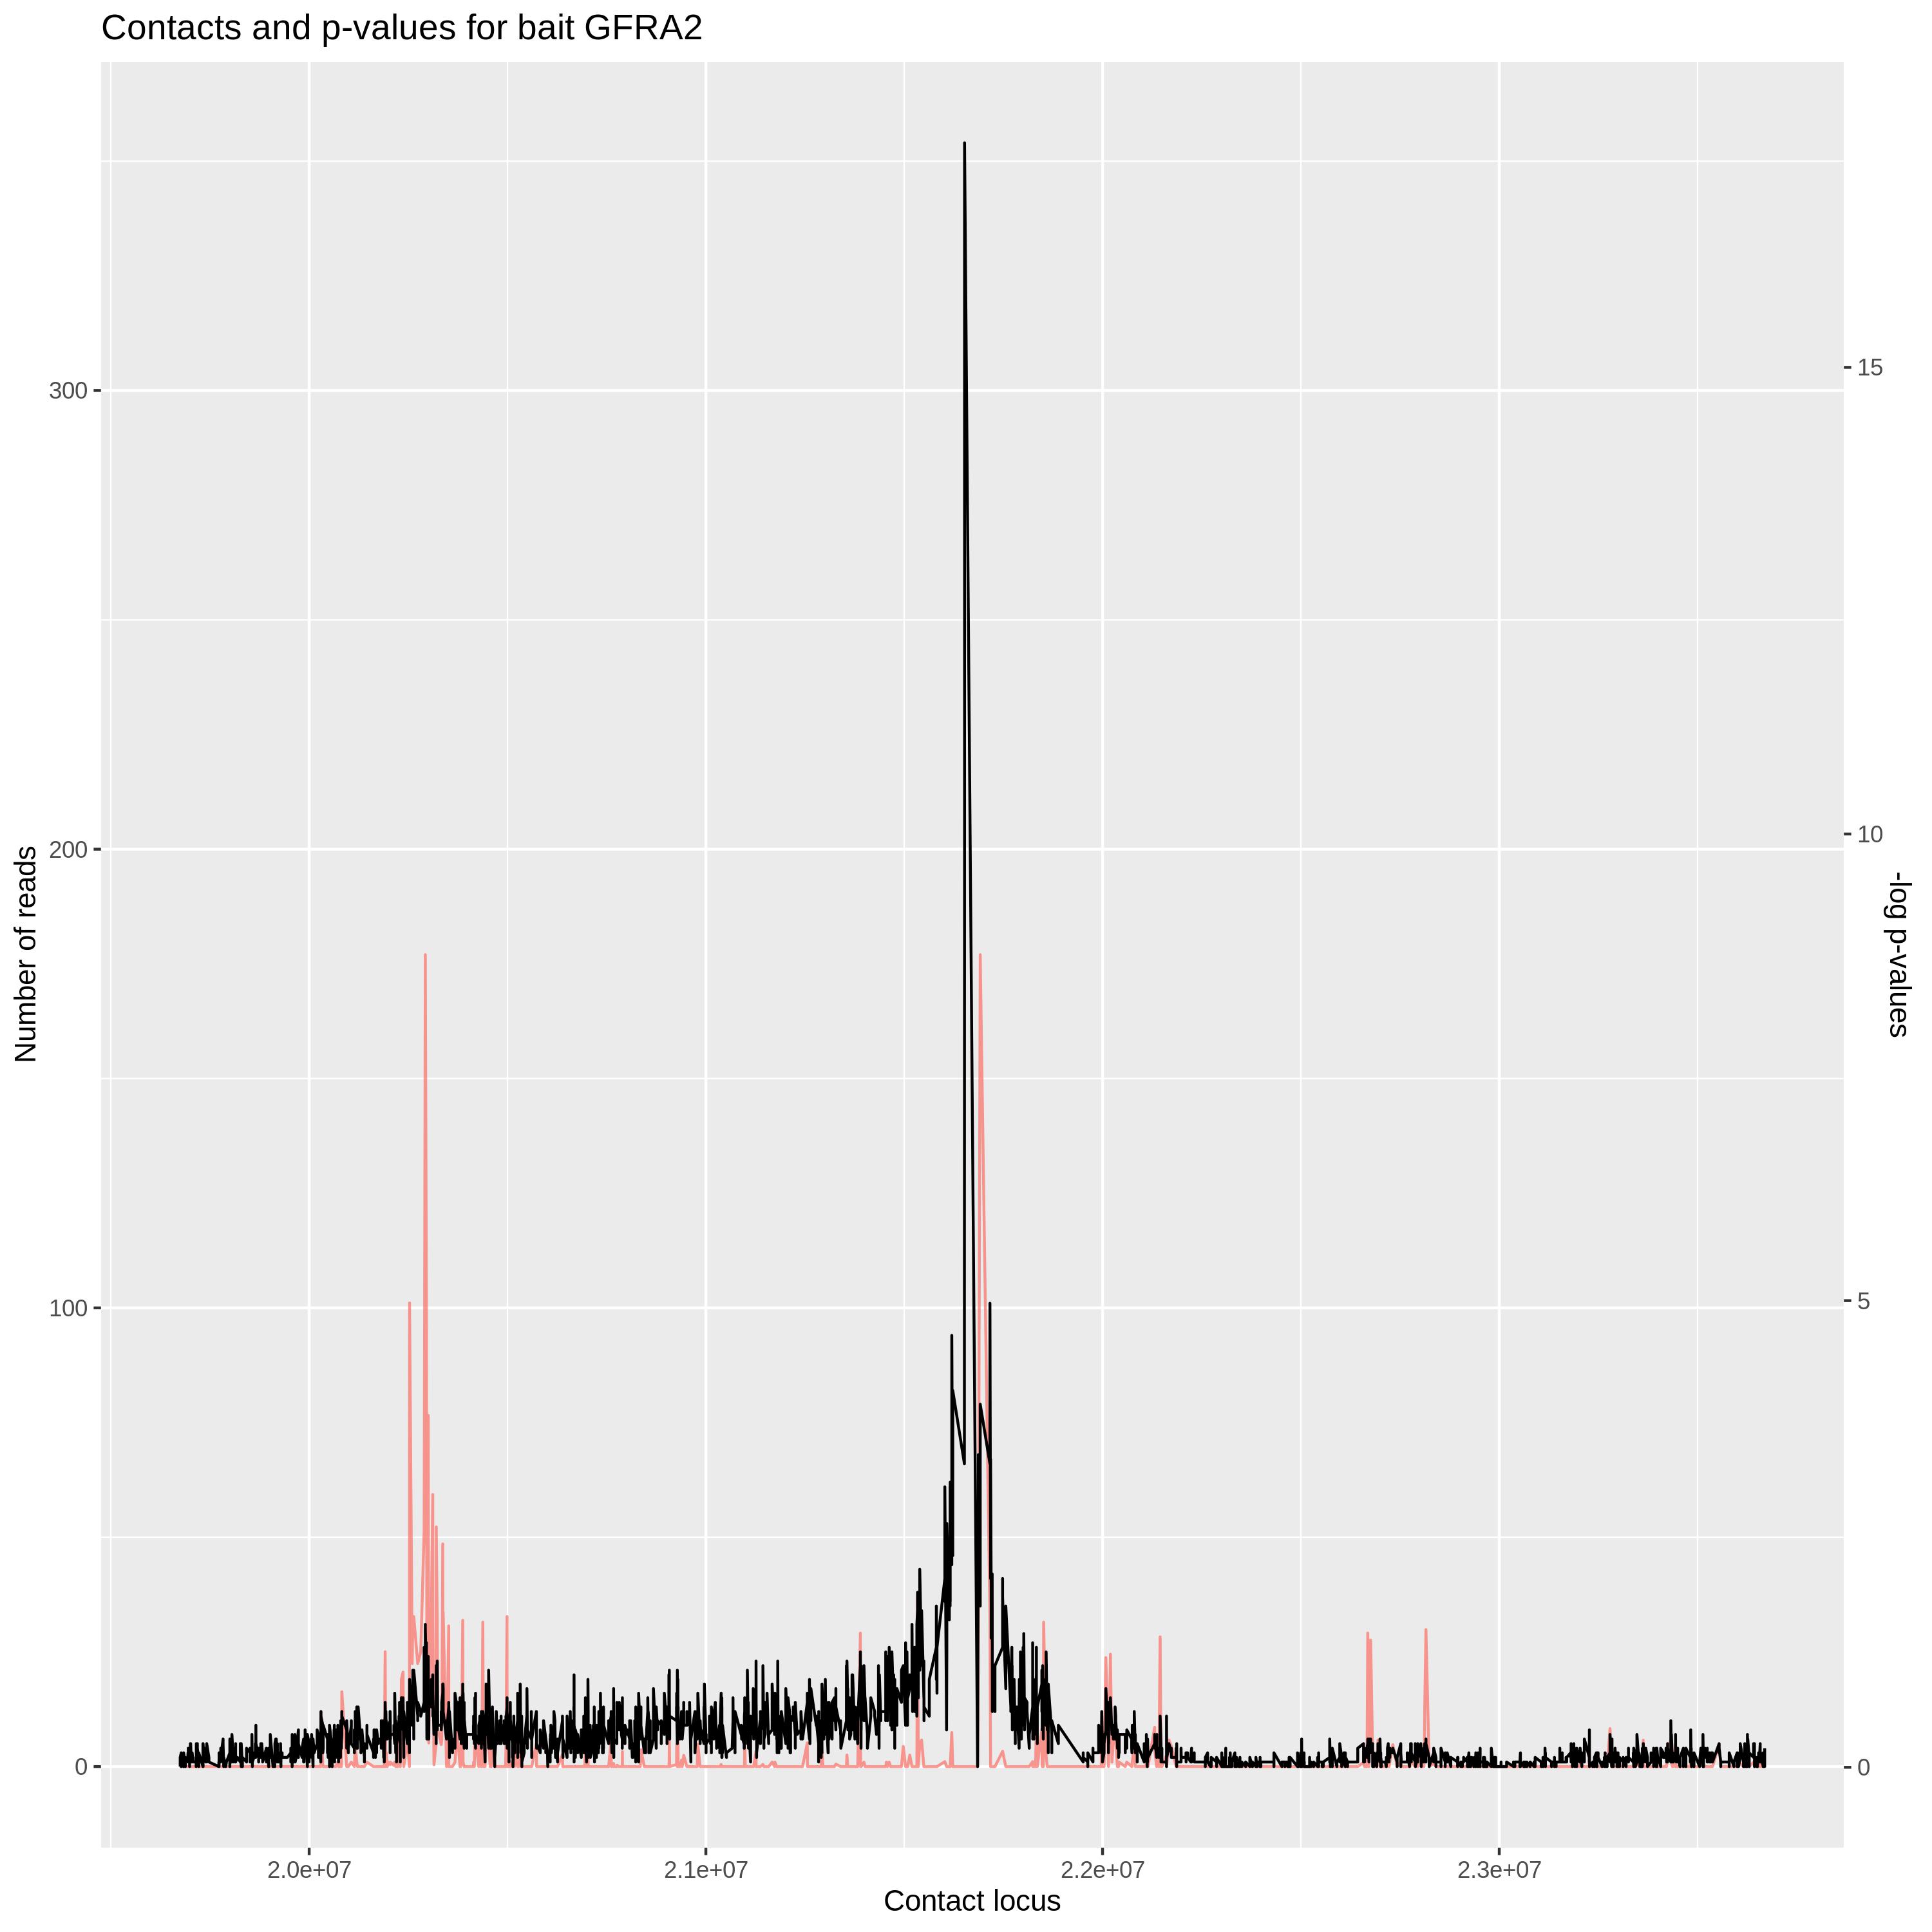 Contacts and p-values for bait GFRA2
300
200
100
0
Number of reads
15
10
5
0
-log p-values
2.0e+07
2.1e+07
2.2e+07
2.3e+07
Contact locus